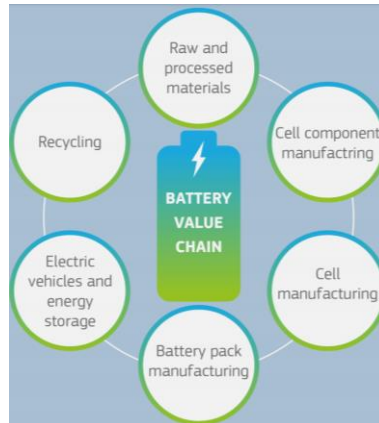 Raw and
processed
materials
Cell component
manufactring
Cell
manufacturing
Battery pack
manufacturing
Electric
vehicles and
energy
storage
Recycling
BATTERY
VALUE
CHAIN